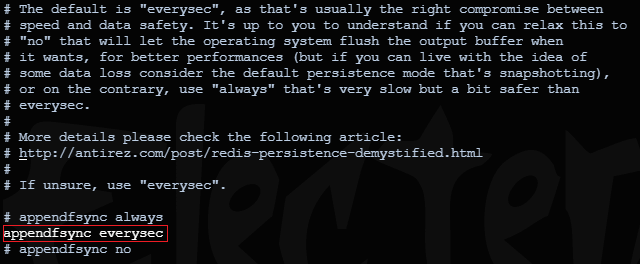 # The default is "everysec", as that's usually the right compromise between
# speed and data safety. It's up to you to understand if you can relax this to
# "no" that will let the operating system flush the output buffer when
# it wants, for better performances (but if you can live with the idea of
# some data loss consider the default persistence mode that's snapshotting),
# or on the contrary, use "always" that's very slow but a bit safer than
# everysec.
#
# More details please check the following article:
# http://antirez.com/post/redis-persistence-demystified.html
#
# If unsure, use "everysec".

# appendfsync always
appendfsync everysec
# appendfsync no